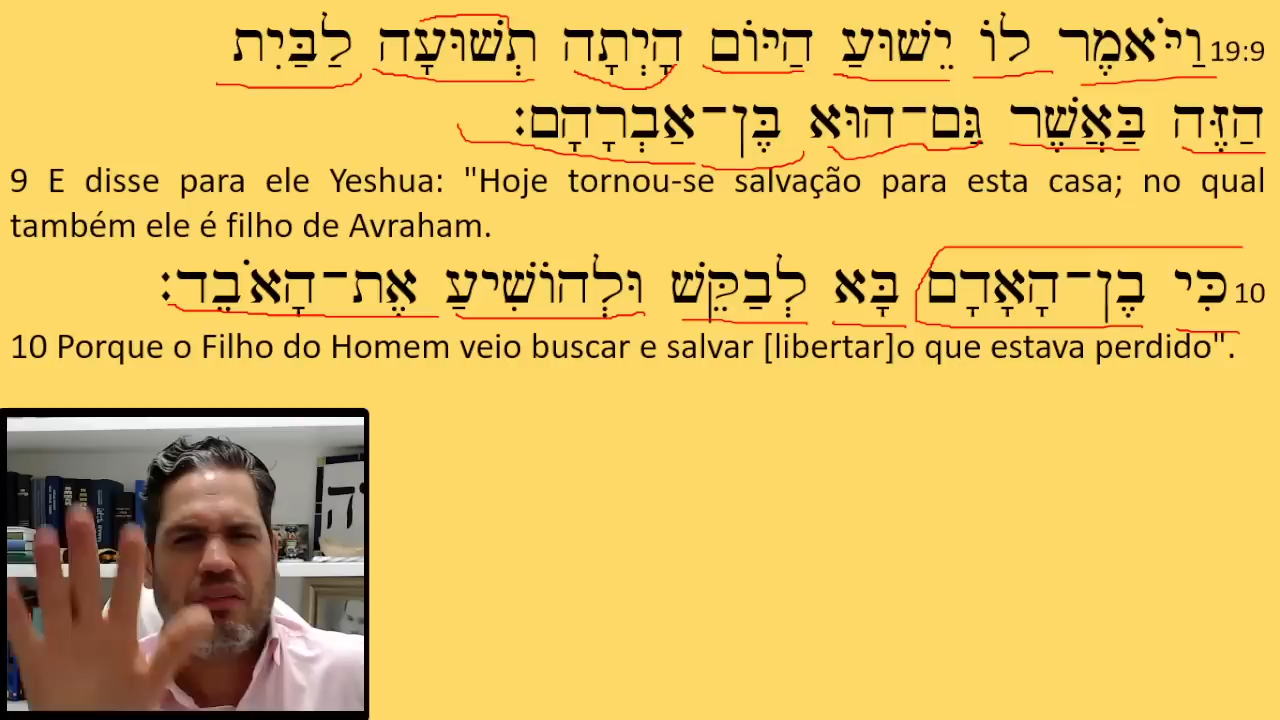 19:9 וַיֹּאמֶר לוֹ יֵשׁוּעַ הַיּוֹם הָיְתָה תְשׁוּעָה לַבַּיִת
הַזֶּה בַּאֲשֶׁר גַּם־הוּא בֶּן־אַבְרָהָם׃
9 E disse para ele Yeshua: "Hoje tornou-se salvação para esta casa; no qual
também ele é filho de Avraham.
10 כִּי בֶן־הָאָדָם בָּא לְבַקֵּשׁ וּלְהוֹשִׁיעַ אֶת־הָאֹבֵד׃
10 Porque o Filho do Homem veio buscar e salvar [libertar]o que estava perdido".